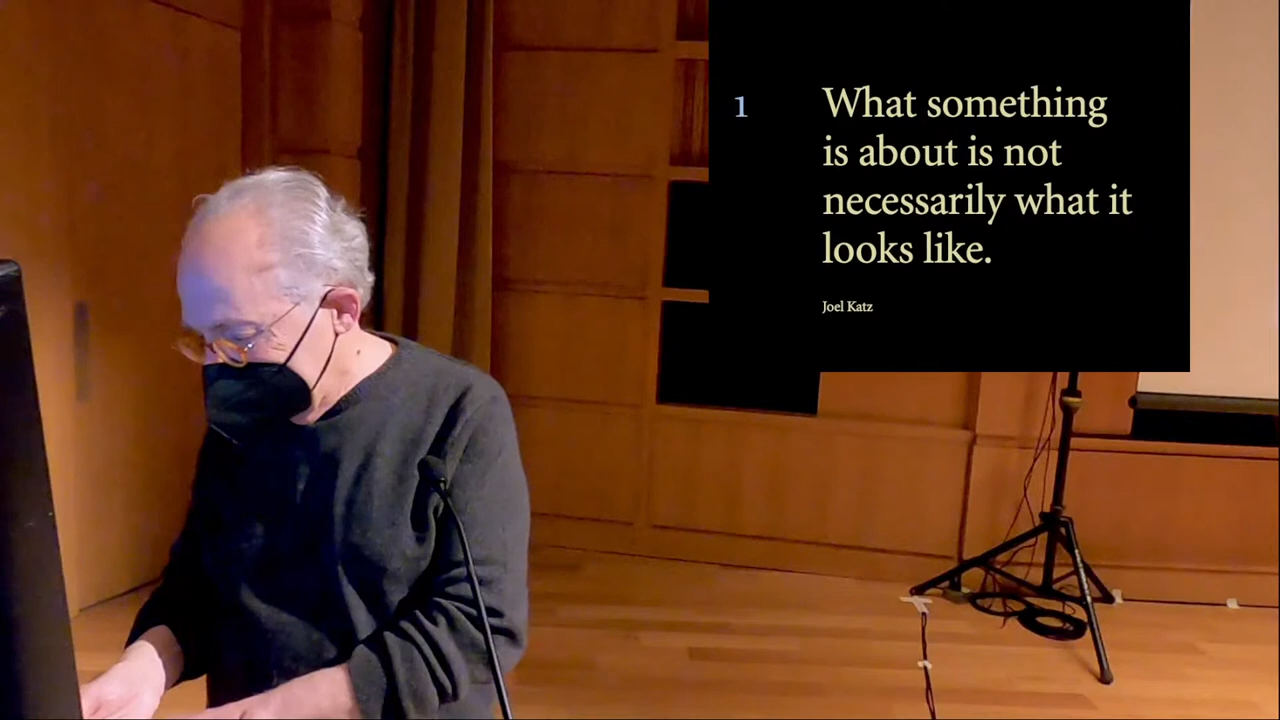 1
What something
is about is not
necessarily what it
looks like.
Joel Katz